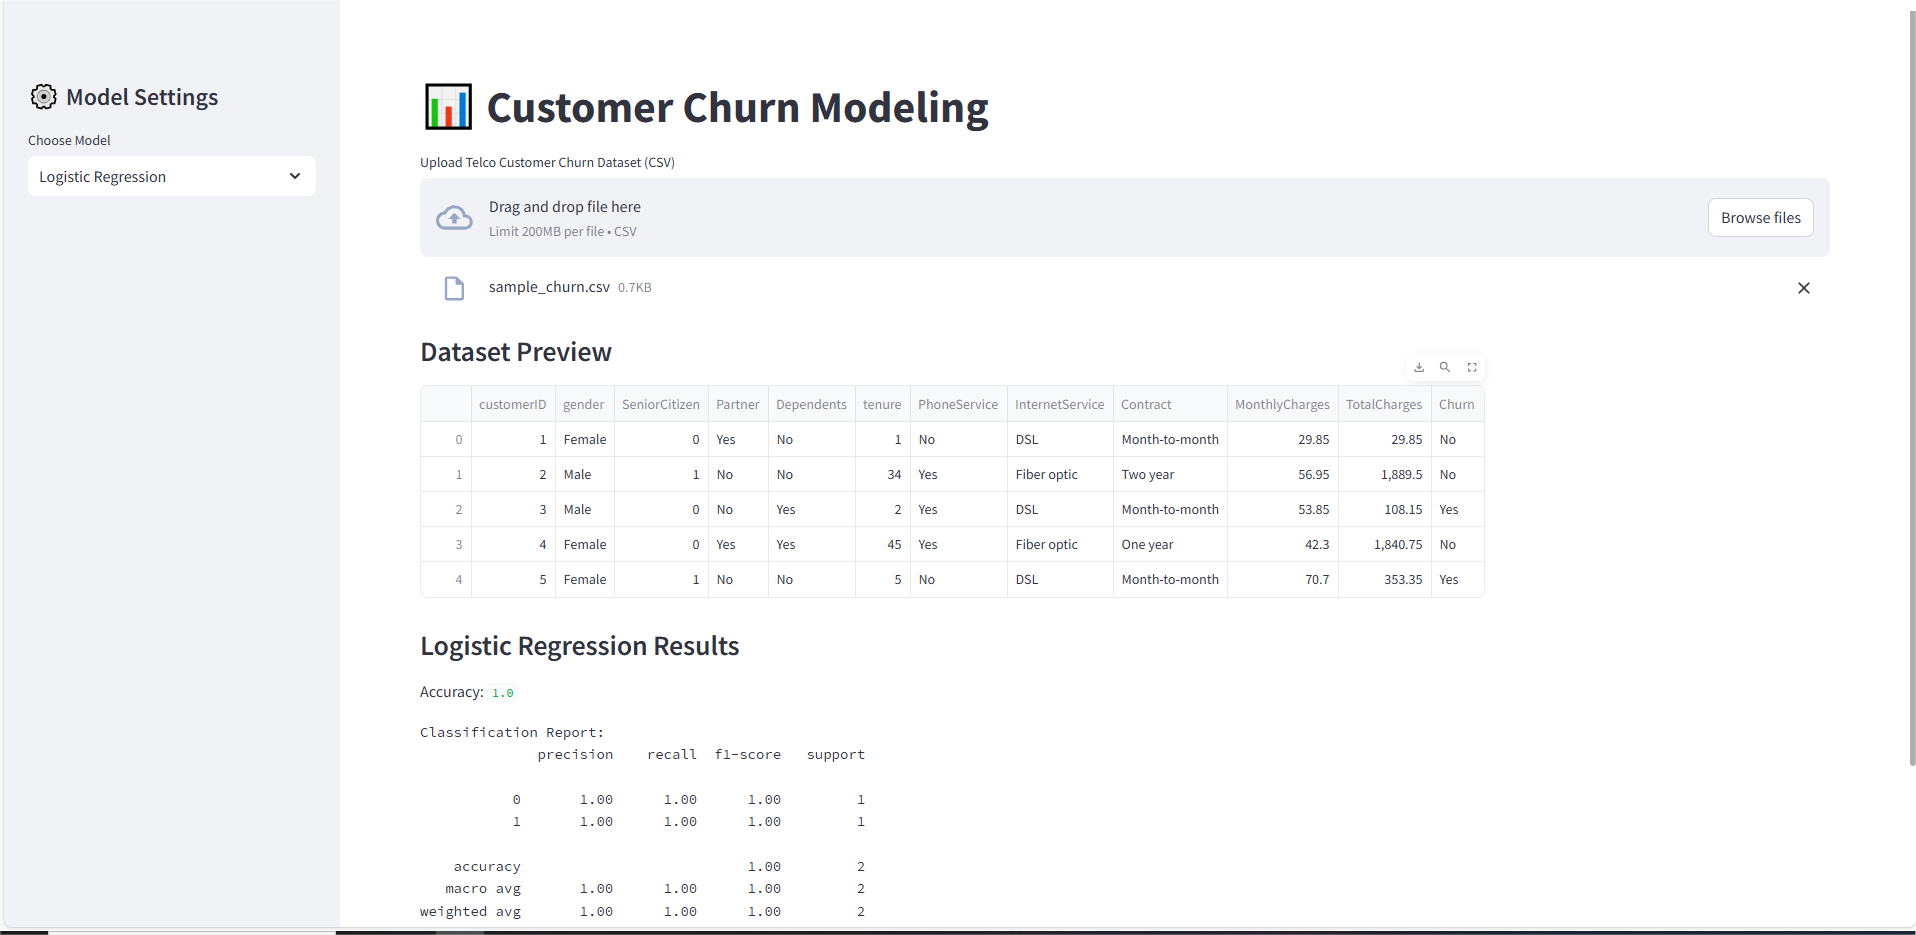 Model Settings
Choose Model
Logistic Regression
Customer Churn Modeling
Upload Telco Customer Churn Dataset (CSV)
Drag and drop file here
Limit 200MB per file • CSV
Browse files
sample_churn.csv 0.7KB
Dataset Preview
customerID gender SeniorCitizen Partner Dependents tenure PhoneService InternetService Contract MonthlyCharges TotalCharges Churn
0 1 Female 0 Yes No 1 No DSL Month-to-month 29.85 29.85 No
1 2 Male 1 No No 34 Yes Fiber optic Two year 56.95 1,889.5 No
2 3 Male 0 No Yes 2 Yes DSL Month-to-month 53.85 108.15 Yes
3 4 Female 0 Yes Yes 45 Yes Fiber optic One year 42.3 1,840.75 No
4 5 Female 1 No No 5 No DSL Month-to-month 70.7 353.35 Yes
Logistic Regression Results
Accuracy: 1.0
Classification Report:
precision recall f1-score support
0 1.00 1.00 1.00 1
1 1.00 1.00 1.00 1
accuracy 1.00 2
macro avg 1.00 1.00 1.00 2
weighted avg 1.00 1.00 1.00 2